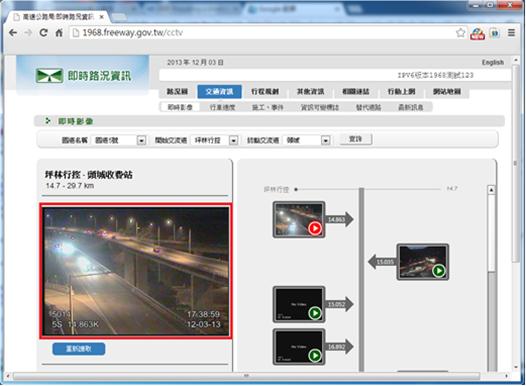 高速公路局:即時路況資訊
1968.freeway.gov.tw/cctv
NEW
即時路況資訊
2013 年 12 月 03 日
English
IPV6版本1968測試123
路況圖 交通資訊 行程規劃 其他資訊 相關連結 行動上網 網站地圖
即時影像 行車速度 施工、事件 資訊可變標誌 替代道路 最新訊息
即時影像
國道名稱 國道5號 開始交流道 坪林行控 結點交流道 頭城 查詢
坪林行控 - 頭城收費站
14.7 - 29.7 km
5014 17:38:59
5S 14.863K 12-03-13
重新讀取
坪林行控 14.7
14.863
15.035
No Video
15.052
No Video
16.892